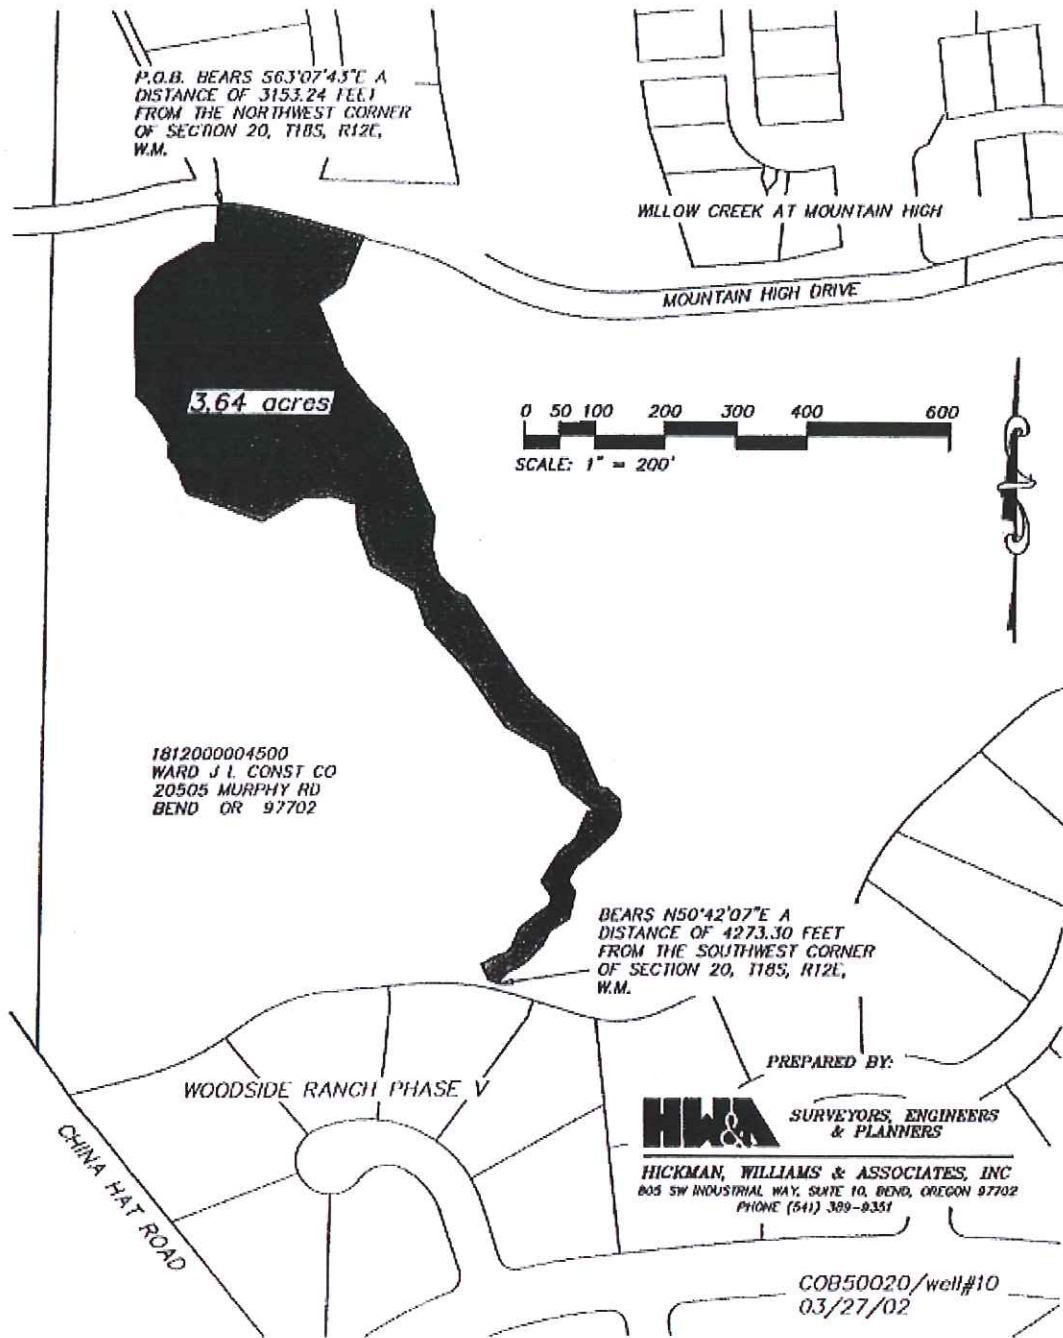 P.O.B. BEARS S63°07'43"E A
DISTANCE OF 3153.24 FEET
FROM THE NORTHWEST CORNER
OF SECTION 20, T18S, R12E,
W.M.
WILLOW CREEK AT MOUNTAIN HIGH
MOUNTAIN HIGH DRIVE
3.64 acres
0 50 100 200 300 400 600
SCALE: 1" = 200'
1812000004500
WARD J L CONST CO
20505 MURPHY RD
BEND OR 97702
BEARS N50°42'07"E A
DISTANCE OF 4273.30 FEET
FROM THE SOUTHWEST CORNER
OF SECTION 20, T18S, R12E,
W.M.
WOODSIDE RANCH PHASE V
CHINA HAT ROAD
PREPARED BY:
HW&A
SURVEYORS, ENGINEERS
& PLANNERS
HICKMAN, WILLIAMS & ASSOCIATES, INC
805 SW INDUSTRIAL WAY, SUITE 10, BEND, OREGON 97702
PHONE (541) 389-9351
COB50020/well#10
03/27/02